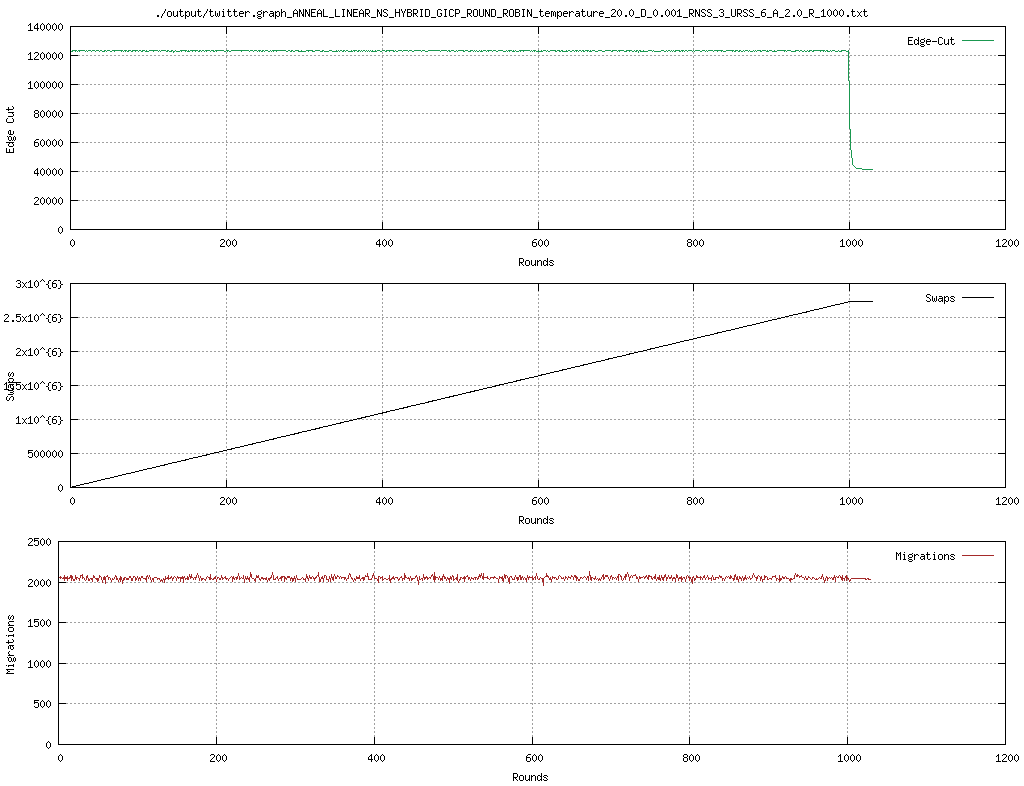 ./output/twitter.graph_ANNEAL_LINEAR_NS_HYBRID_GICP_ROUND_ROBIN_temperature_20.0_D_0.001_RNSS_3_URSS_6_A_2.0_R_1000.txt
140000
120000
100000
80000
60000
40000
20000
0
Edge Cut
Edge-Cut
0 200 400 600 800 1000 1200
Rounds
3x10^{6}
2.5x10^{6}
2x10^{6}
1.5x10^{6}
1x10^{6}
500000
0
Swaps
Swaps
0 200 400 600 800 1000 1200
Rounds
2500
2000
1500
1000
500
0
Migrations
Migrations
0 200 400 600 800 1000 1200
Rounds